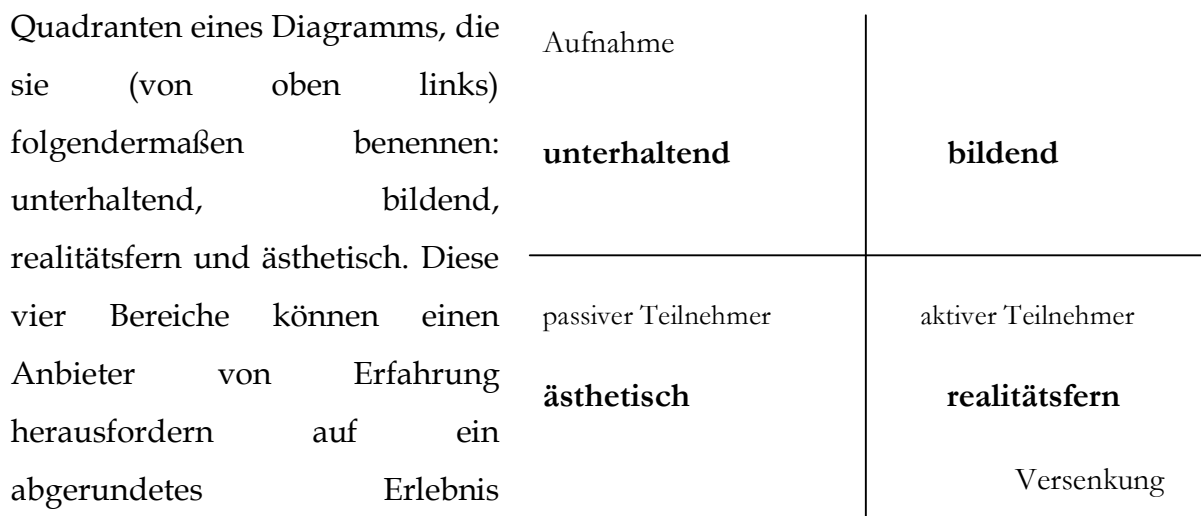 Quadranten eines Diagramms, die
sie (von oben links)
folgendermaßen benennen:
unterhaltend, bildend,
realitätsfern und ästhetisch. Diese
vier Bereiche können einen
Anbieter von Erfahrung
herausfordern auf ein
abgerundetes Erlebnis
Aufnahme
unterhaltend bildend
passiver Teilnehmer aktiver Teilnehmer
ästhetisch realitätsfern
Versenkung